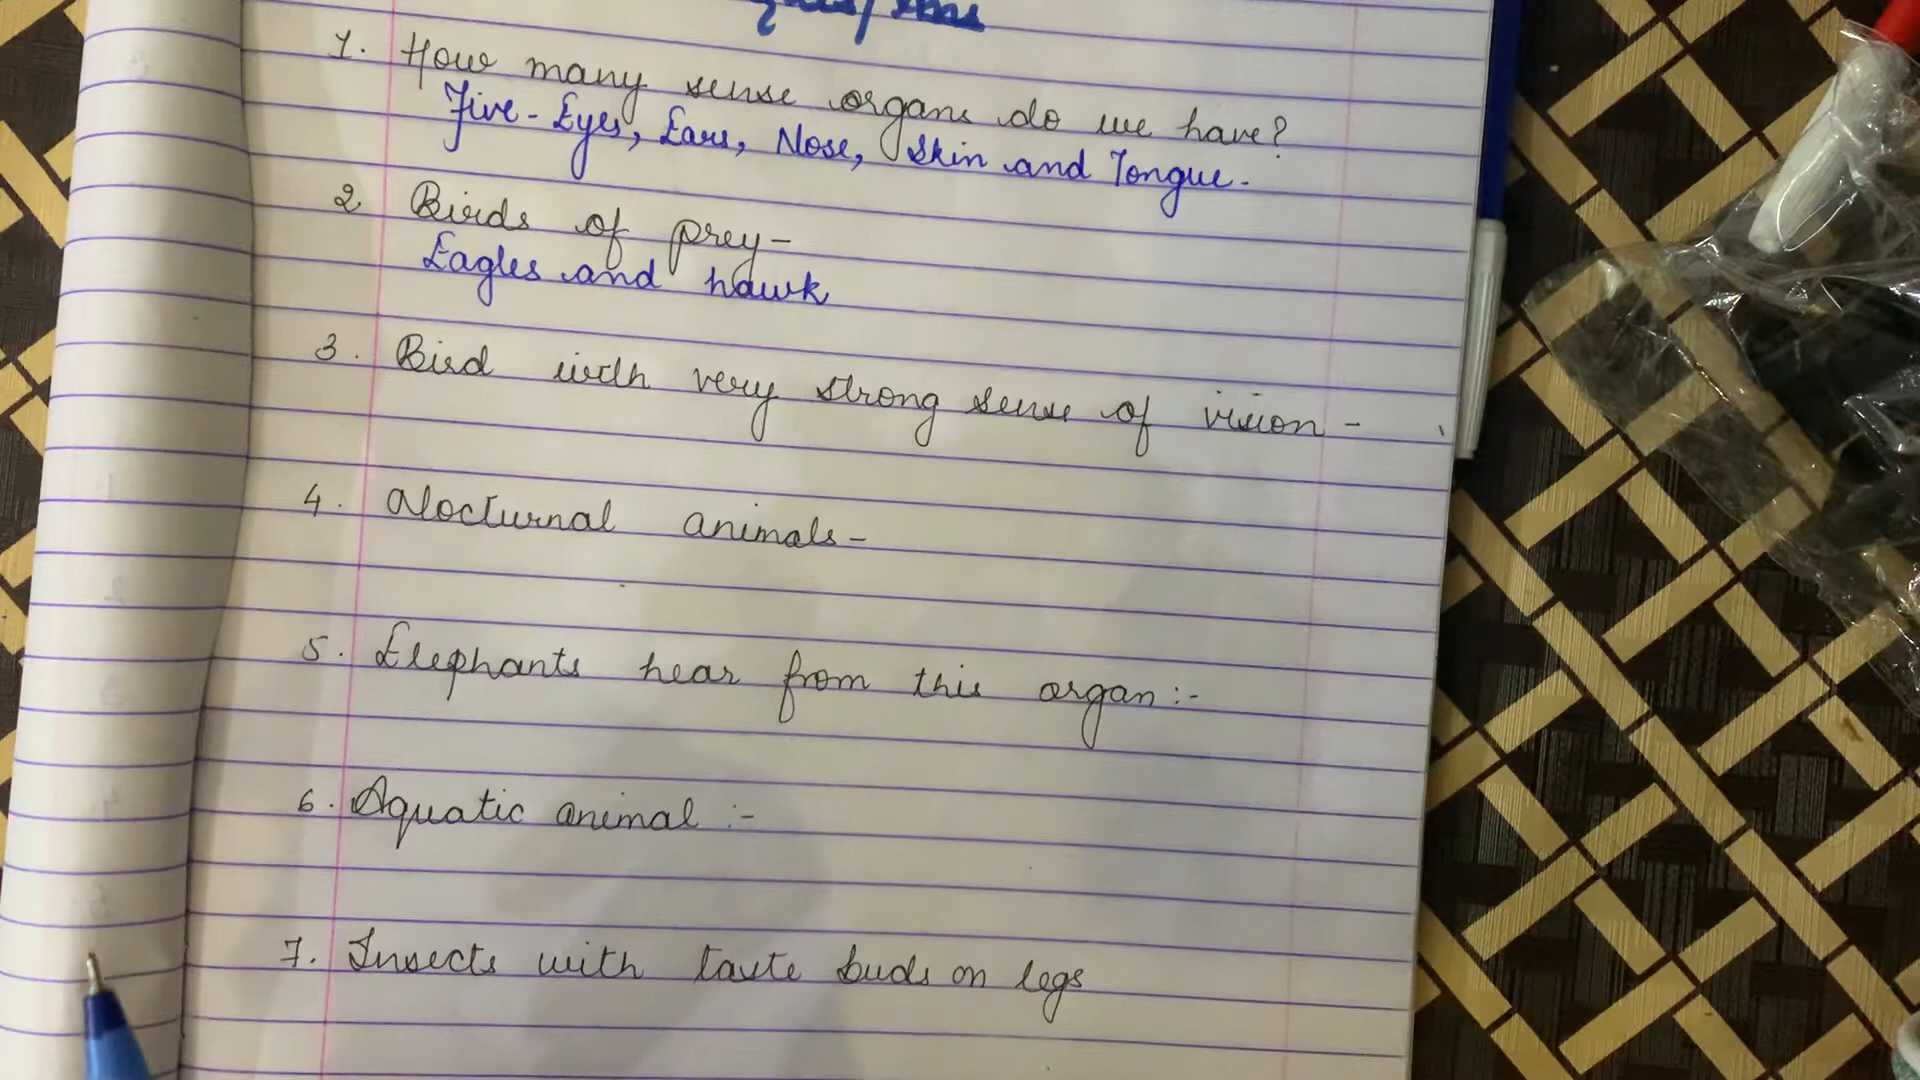 1. How many sense organs do we have?
Five - Eyes, Ears, Nose, Skin and Tongue.
2 Birds of prey -
Eagles and hawk
3. Bird with very strong sense of vision -
4. Nocturnal animals -
5. Elephants hear from this organ :-
6. Aquatic animal :-
7. Insects with taste buds on legs